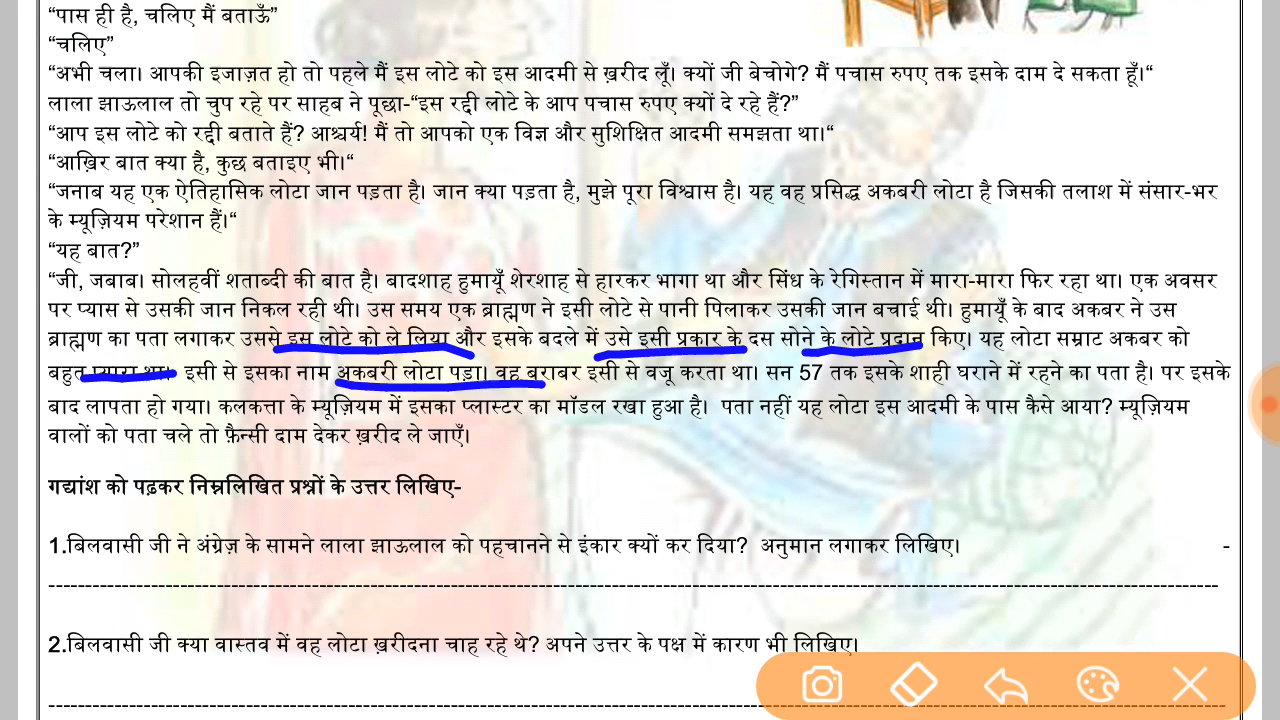 “पास ही है, चलिए मैं बताऊँ”
“चलिए”
“अभी चला। आपकी इजाज़त हो तो पहले मैं इस लोटे को इस आदमी से ख़रीद लूँ। क्यों जी बेचोगे? मैं पचास रुपए तक इसके दाम दे सकता हूँ।“
लाला झाऊलाल तो चुप रहे पर साहब ने पूछा-“इस रद्दी लोटे के आप पचास रुपए क्यों दे रहे हैं?”
“आप इस लोटे को रद्दी बताते हैं? आश्चर्य! मैं तो आपको एक विज्ञ और सुशिक्षित आदमी समझता था।“
“आख़िर बात क्या है, कुछ बताइए भी।“
“जनाब यह एक ऐतिहासिक लोटा जान पड़ता है। जान क्या पड़ता है, मुझे पूरा विश्वास है। यह वह प्रसिद्ध अकबरी लोटा है जिसकी तलाश में संसार-भर
के म्यूज़ियम परेशान हैं।“
“यह बात?”
“जी, जबाब। सोलहवीं शताब्दी की बात है। बादशाह हुमायूँ शेरशाह से हारकर भागा था और सिंध के रेगिस्तान में मारा-मारा फिर रहा था। एक अवसर
पर प्यास से उसकी जान निकल रही थी। उस समय एक ब्राह्मण ने इसी लोटे से पानी पिलाकर उसकी जान बचाई थी। हुमायूँ के बाद अकबर ने उस
ब्राह्मण का पता लगाकर उससे इस लोटे को ले लिया और इसके बदले में उसे इसी प्रकार के दस सोने के लोटे प्रदान किए। यह लोटा सम्राट अकबर को
बहुत प्यारा था। इसी से इसका नाम अकबरी लोटा पड़ा। वह बराबर इसी से वजू करता था। सन 57 तक इसके शाही घराने में रहने का पता है। पर इसके
बाद लापता हो गया। कलकत्ता के म्यूज़ियम में इसका प्लास्टर का मॉडल रखा हुआ है। पता नहीं यह लोटा इस आदमी के पास कैसे आया? म्यूज़ियम
वालों को पता चले तो फ़ैन्सी दाम देकर ख़रीद ले जाएँ।
गद्यांश को पढ़कर निम्नलिखित प्रश्नों के उत्तर लिखिए-
1.बिलवासी जी ने अंग्रेज़ के सामने लाला झाऊलाल को पहचानने से इंकार क्यों कर दिया? अनुमान लगाकर लिखिए। -
2.बिलवासी जी क्या वास्तव में वह लोटा ख़रीदना चाह रहे थे? अपने उत्तर के पक्ष में कारण भी लिखिए।